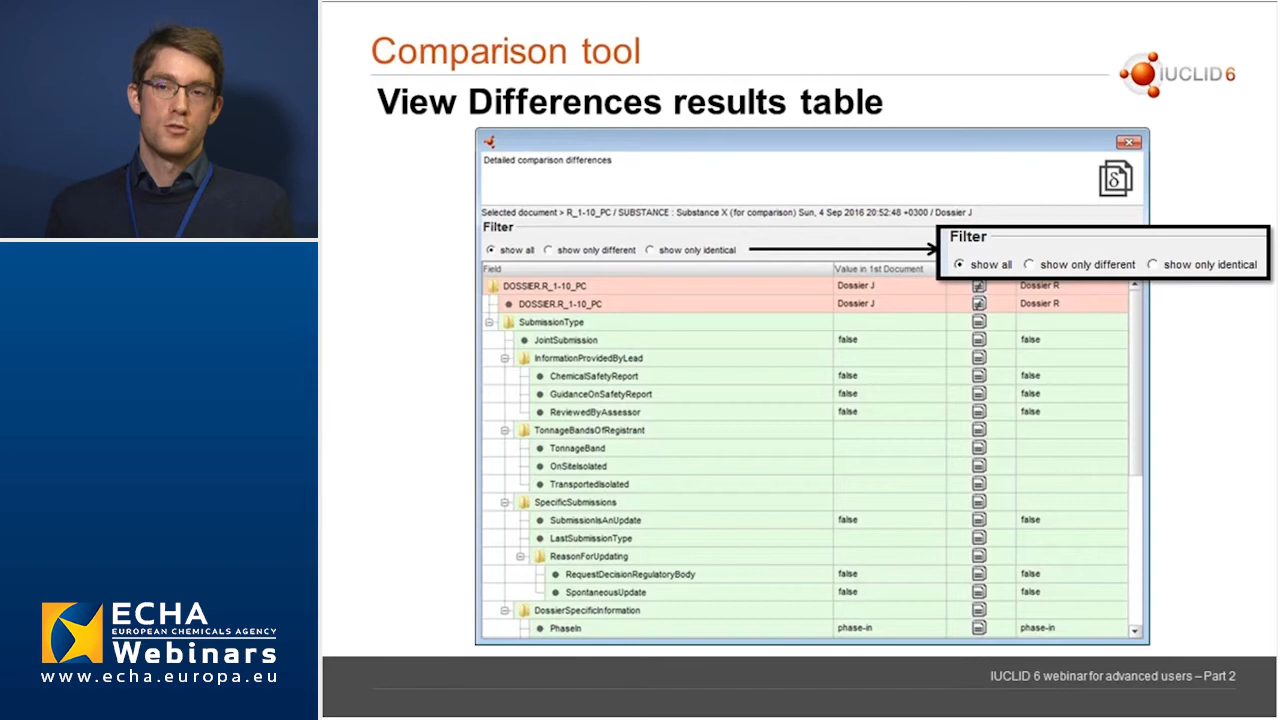 Comparison tool
IUCLID 6
View Differences results table
Detailed comparison differences
δ
Selected document > R_1-10_PC / SUBSTANCE : Substance X (for comparison) Sun, 4 Sep 2016 20:52:48 +0300 / Dossier J
Filter
show all show only different show only identical
Filter
show all show only different show only identical
Field Value in 1st Document
DOSSIER.R_1-10_PC Dossier J Dossier R
DOSSIER.R_1-10_PC Dossier J Dossier R
SubmissionType
JointSubmission false false
InformationProvidedByLead
ChemicalSafetyReport false false
GuidanceOnSafetyReport false false
ReviewedByAssessor false false
TonnageBandsOfRegistrant
TonnageBand
OnSiteIsolated
TransportedIsolated
SpecificSubmissions
SubmissionIsAnUpdate false false
LastSubmissionType
ReasonForUpdating
RequestDecisionRegulatoryBody false false
SpontaneousUpdate false false
DossierSpecificInformation
PhaseIn phase-in phase-in
ECHA
EUROPEAN CHEMICALS AGENCY
Webinars
www.echa.europa.eu
IUCLID 6 webinar for advanced users – Part 2